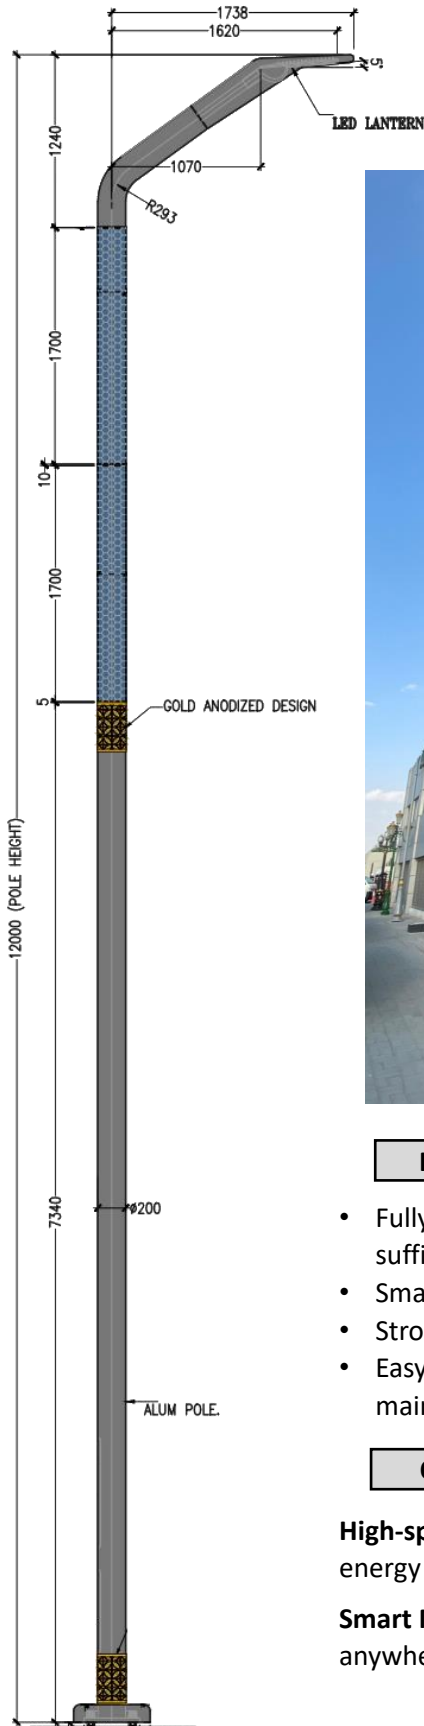 1738
1620
5°
LED LANTERN
1240
1070
R293
1700
10
1700
5
GOLD ANODIZED DESIGN
12000 (POLE HEIGHT)
7340
ø200
ALUM POLE.
• Fully
suffi
• Sma
• Stro
• Easy
main
High-sp
energy
Smart
anywhe